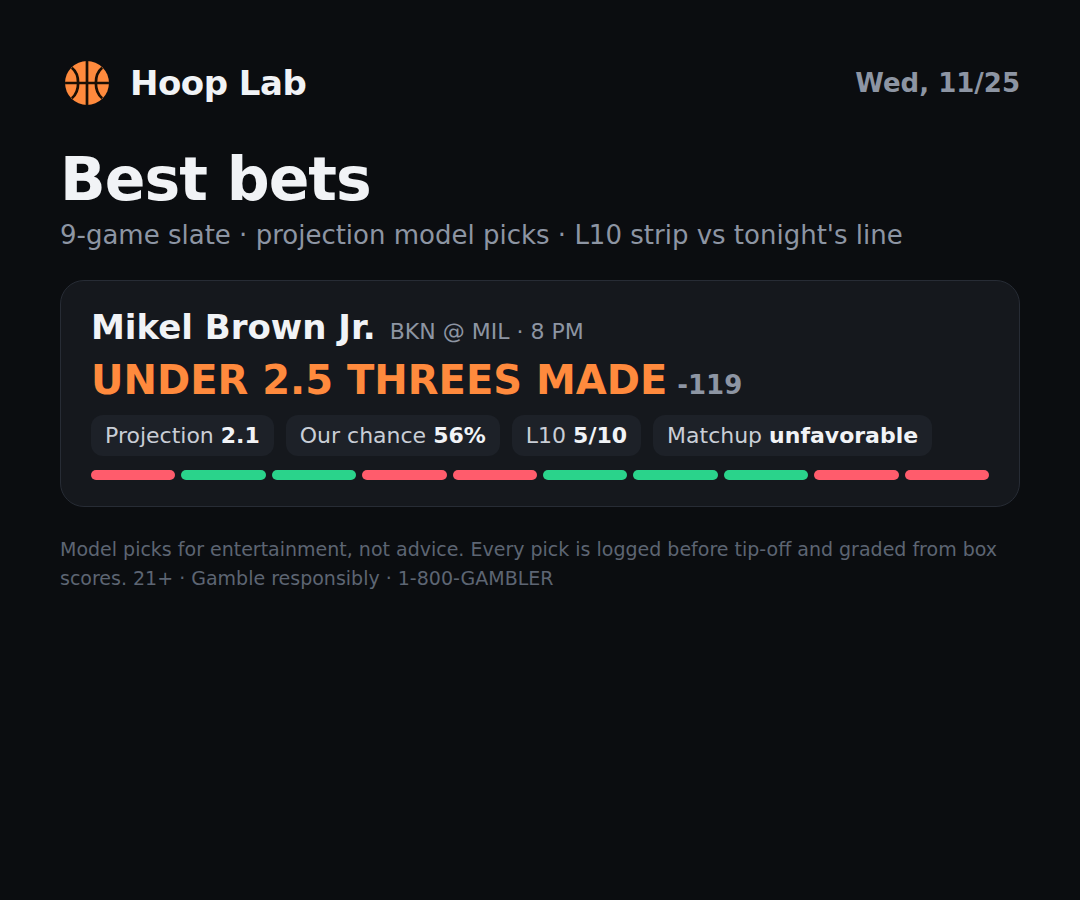 Hoop Lab
Wed, 11/25
Best bets
9-game slate · projection model picks · L10 strip vs tonight's line
Mikel Brown Jr. BKN @ MIL · 8 PM
UNDER 2.5 THREES MADE -119
Projection 2.1 Our chance 56% L10 5/10 Matchup unfavorable
Model picks for entertainment, not advice. Every pick is logged before tip-off and graded from box
scores. 21+ · Gamble responsibly · 1-800-GAMBLER